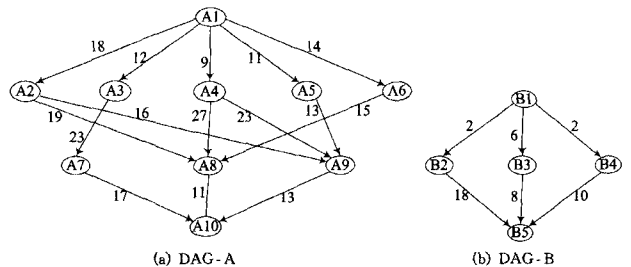 A1
18 12 9 11 14
A2 A3 A4 A5 A6 B1
19 16 27 23 13 15 2 6 2
23
A7 A8 A9 B2 B3 B4
17 11 13 18 8 10
A10 B5
(a) DAG-A (b) DAG-B